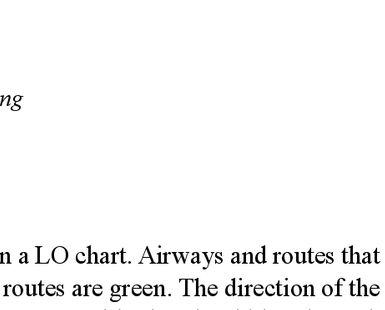 ng
n a LO chart. Airways and routes that
routes are green. The direction of the